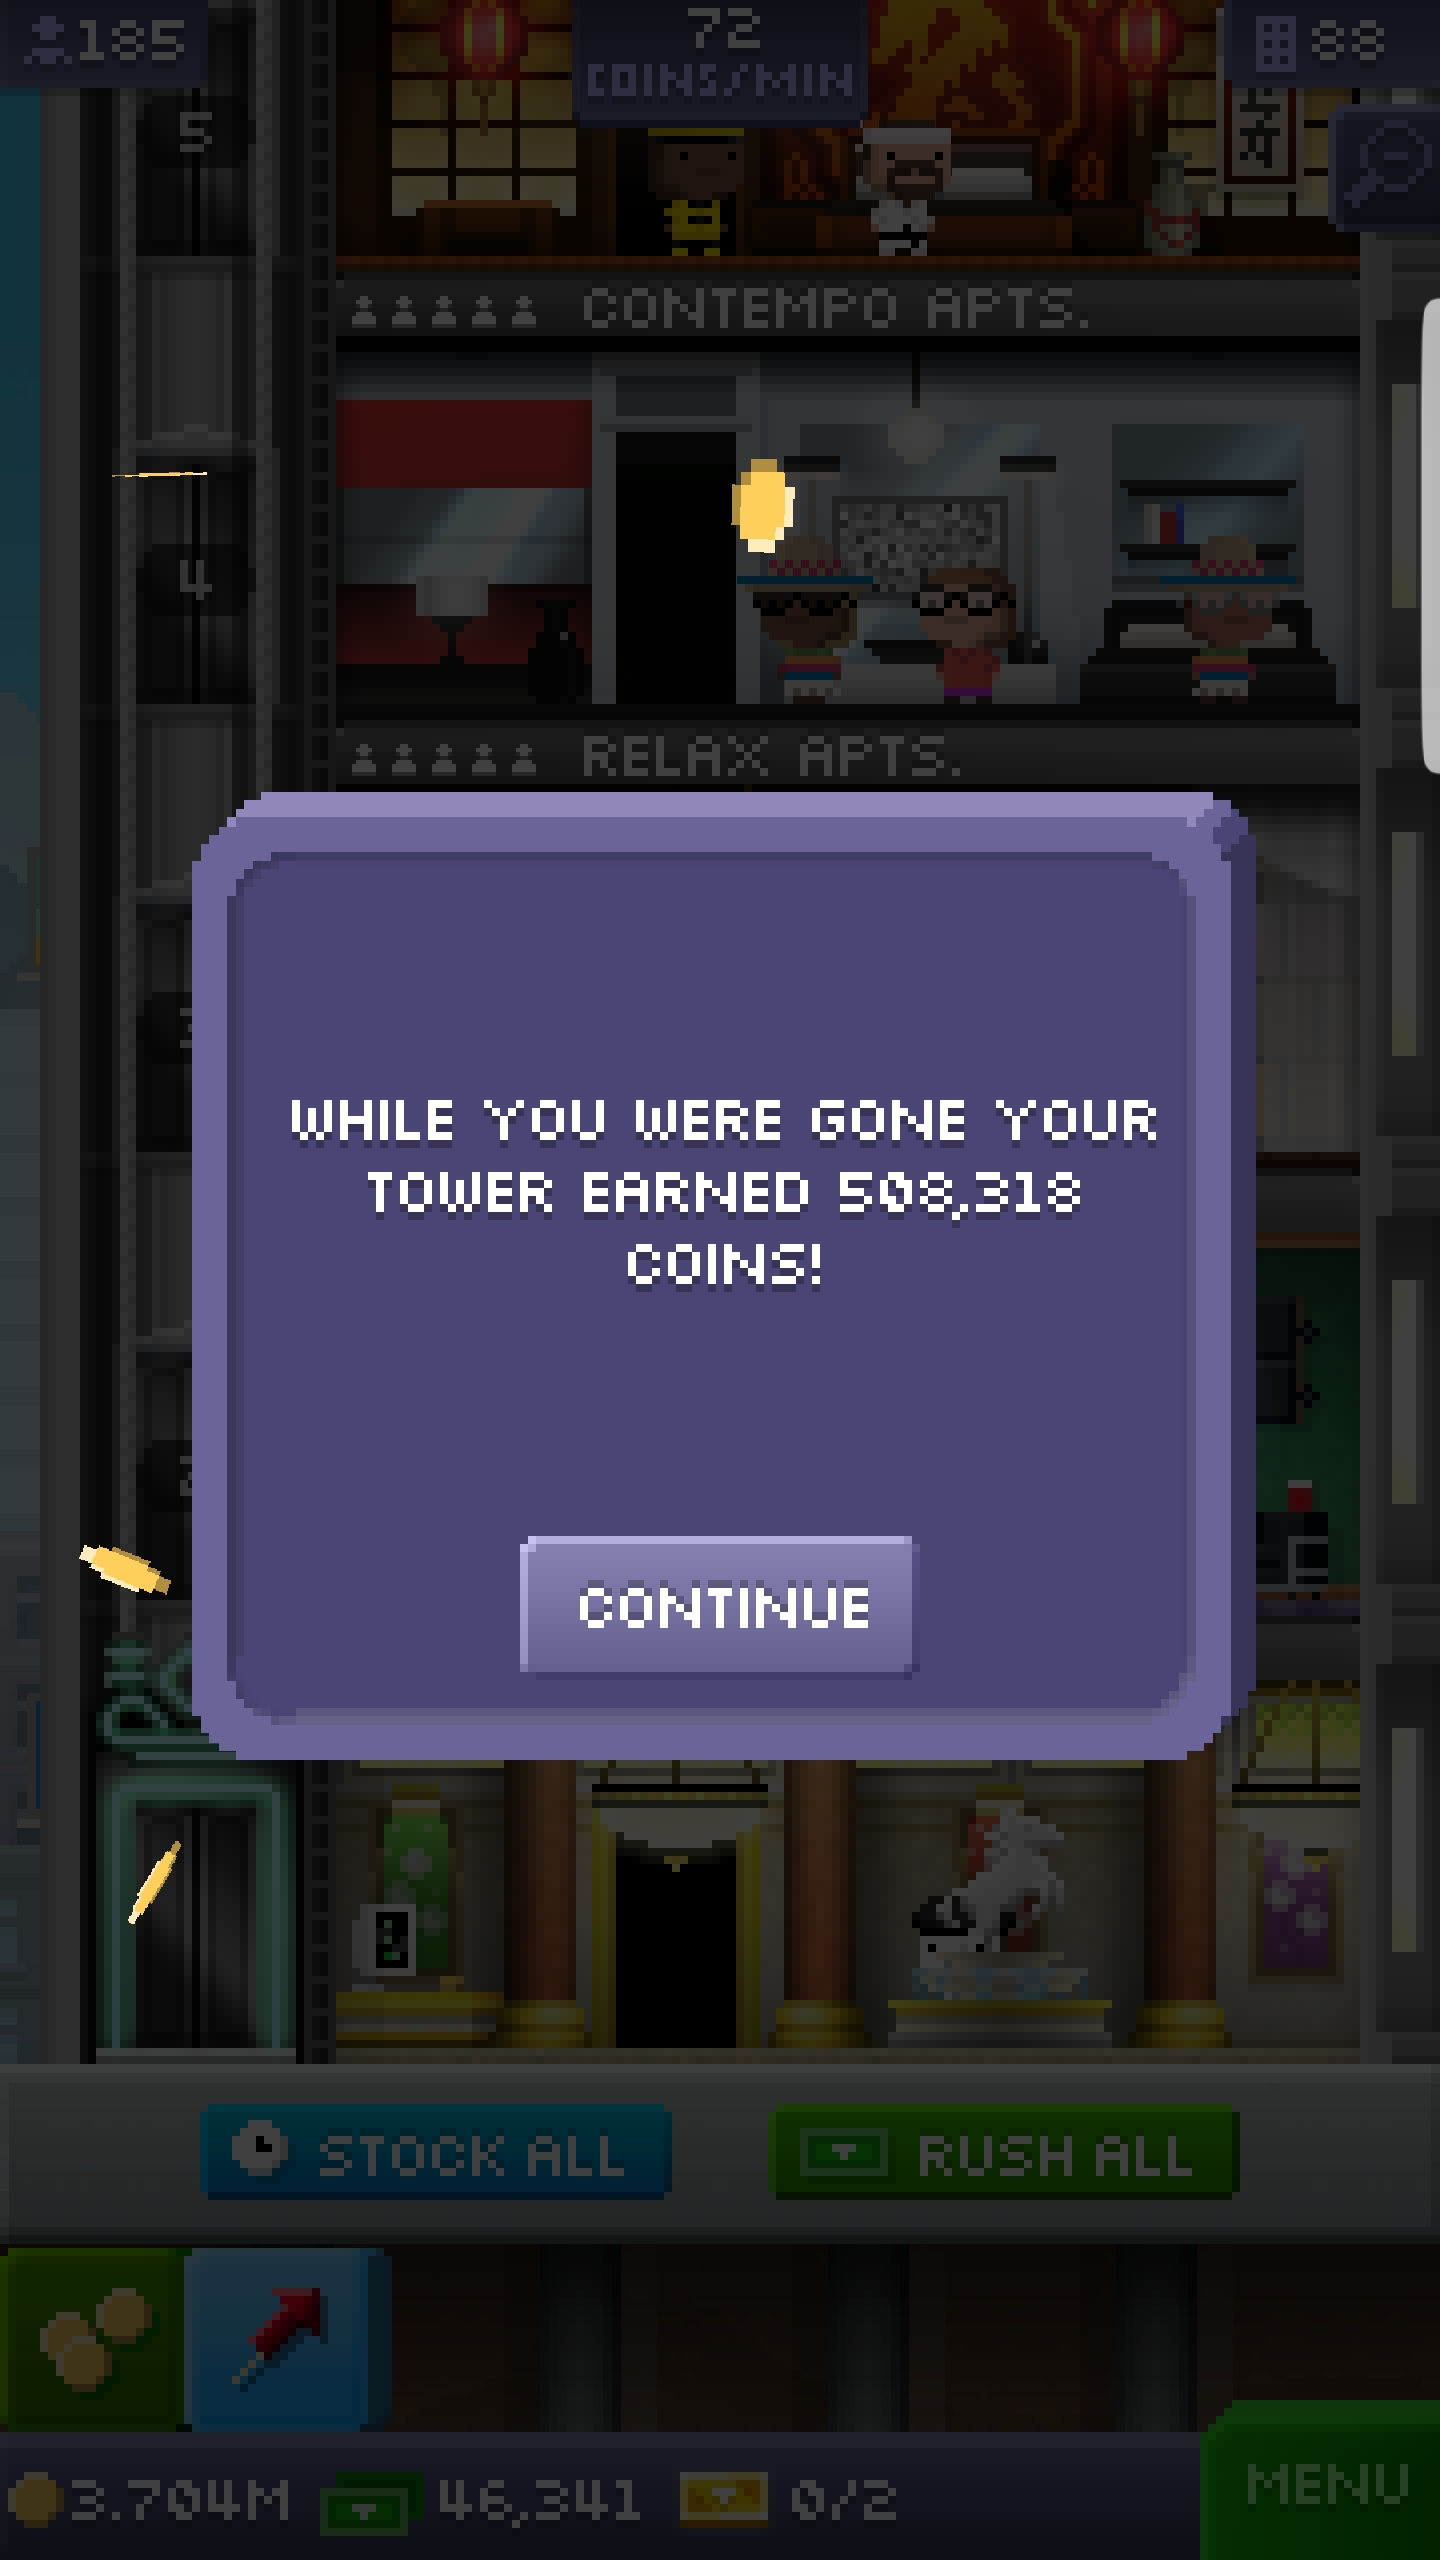 185
72
COINS/MIN
88
5
CONTEMPO APTS.
4
RELAX APTS.
WHILE YOU WERE GONE YOUR
TOWER EARNED 508,318
COINS!
CONTINUE
STOCK ALL
RUSH ALL
3.704M
46,341
0/2
MENU